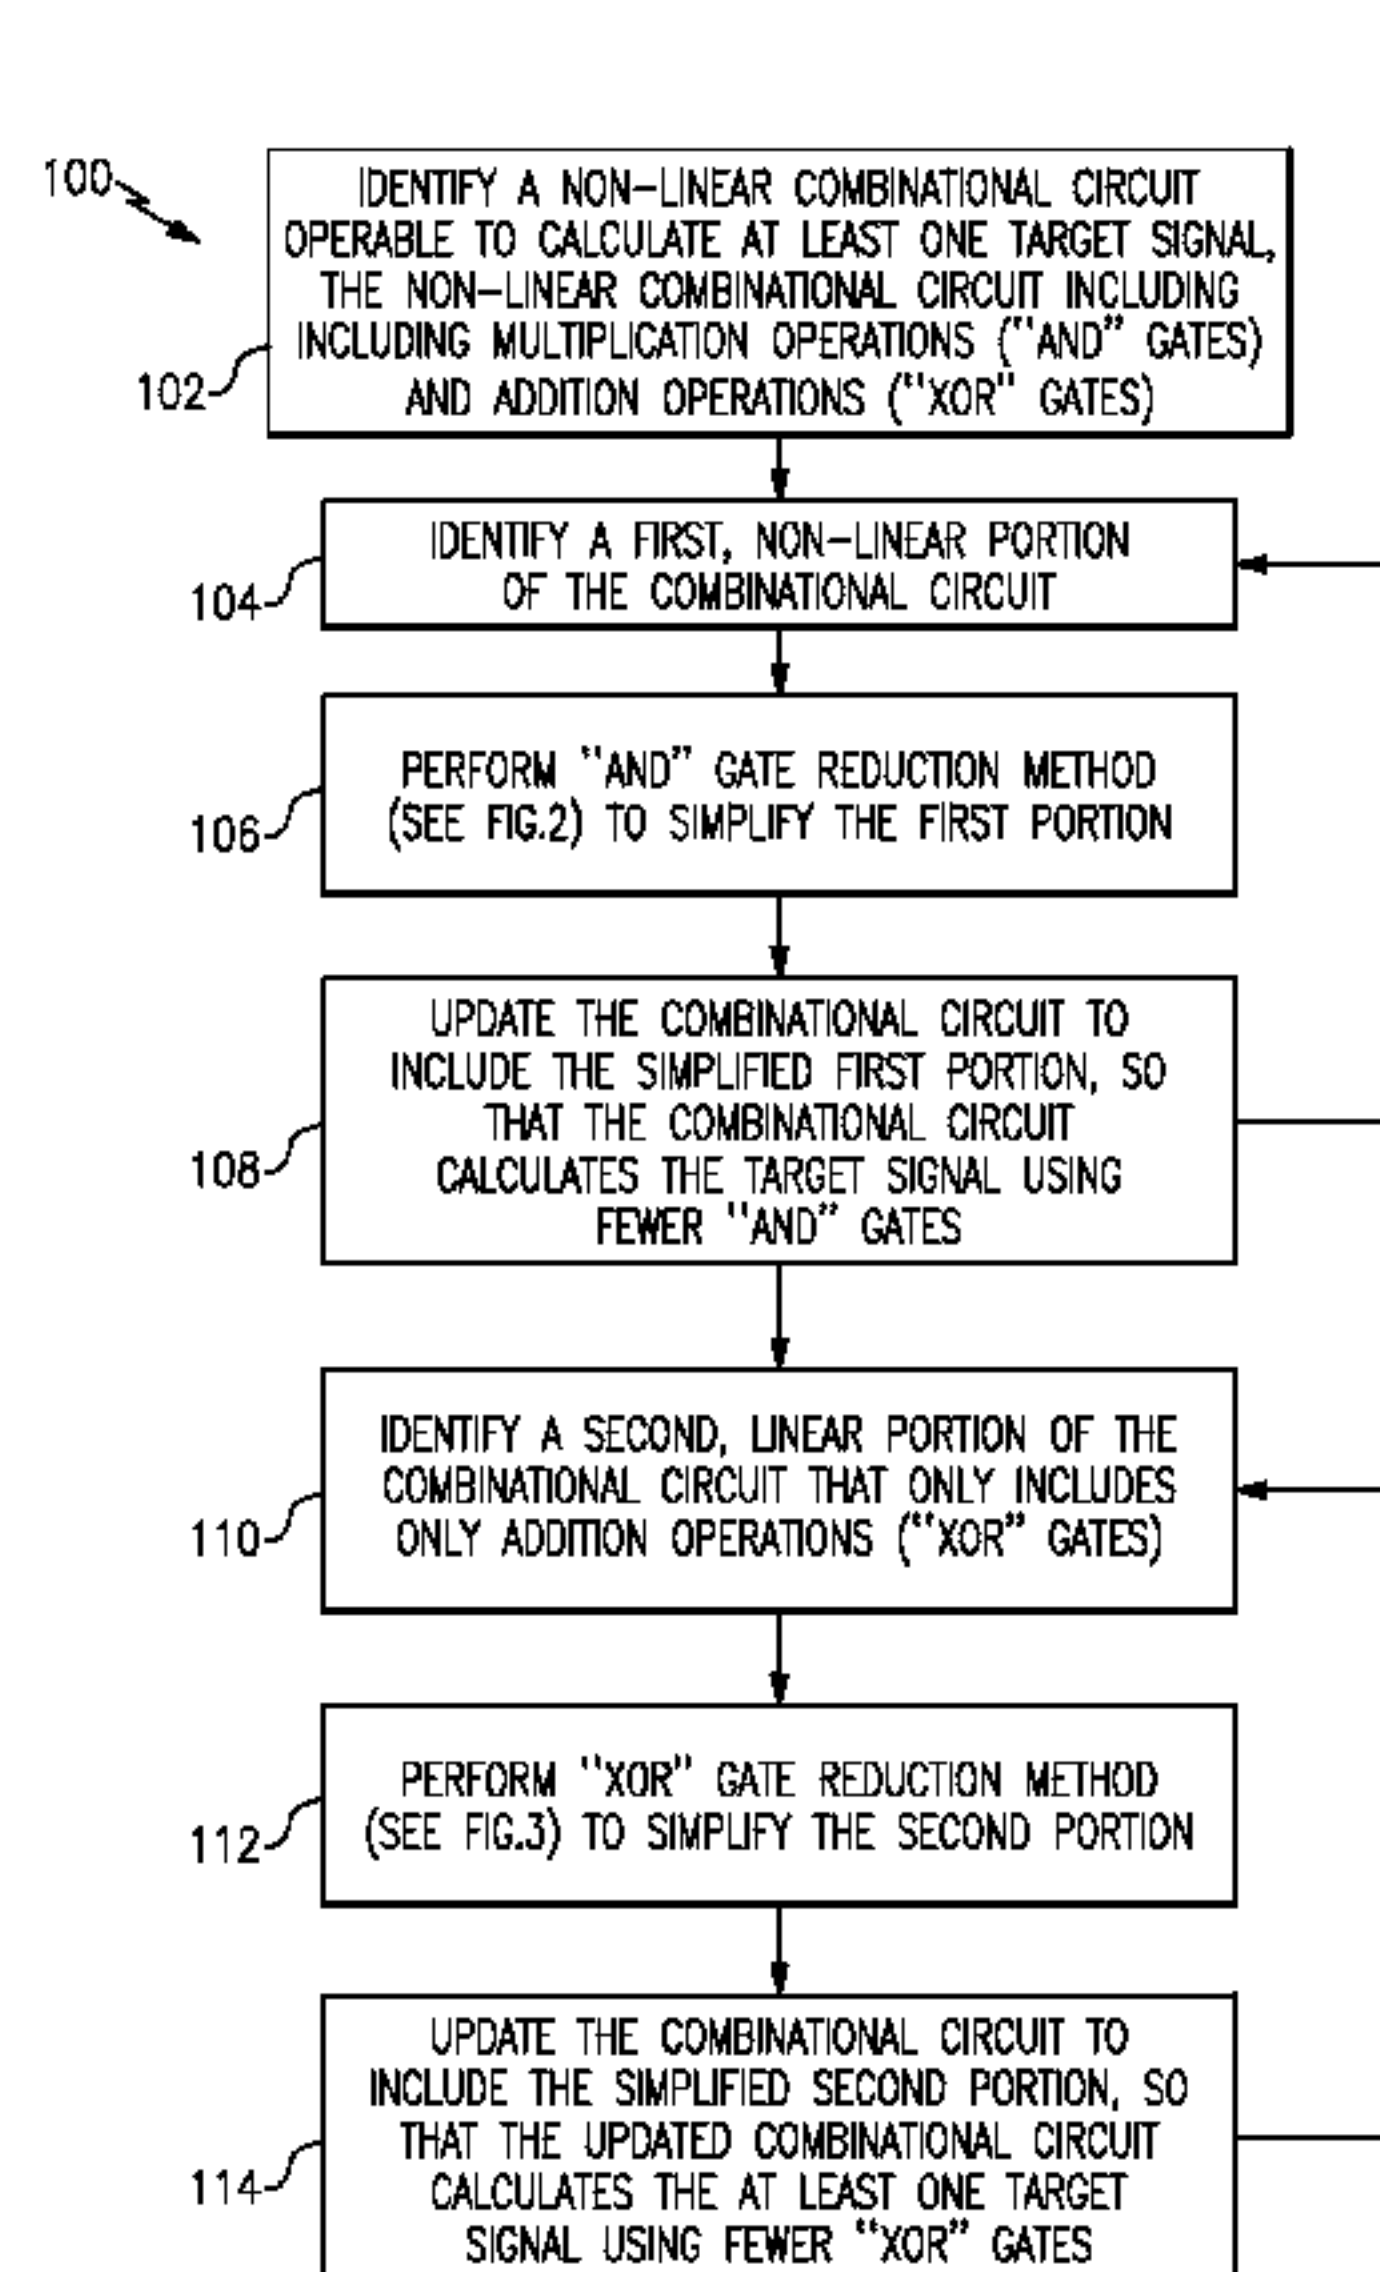 100
IDENTIFY A NON-LINEAR COMBINATIONAL CIRCUIT
OPERABLE TO CALCULATE AT LEAST ONE TARGET SIGNAL,
THE NON-LINEAR COMBINATIONAL CIRCUIT INCLUDING
INCLUDING MULTIPLICATION OPERATIONS ("AND" GATES)
AND ADDITION OPERATIONS ("XOR" GATES)
102
IDENTIFY A FIRST, NON-LINEAR PORTION
OF THE COMBINATIONAL CIRCUIT
104
PERFORM "AND" GATE REDUCTION METHOD
(SEE FIG.2) TO SIMPLIFY THE FIRST PORTION
106
UPDATE THE COMBINATIONAL CIRCUIT TO
INCLUDE THE SIMPLIFIED FIRST PORTION, SO
THAT THE COMBINATIONAL CIRCUIT
CALCULATES THE TARGET SIGNAL USING
FEWER "AND" GATES
108
IDENTIFY A SECOND, LINEAR PORTION OF THE
COMBINATIONAL CIRCUIT THAT ONLY INCLUDES
ONLY ADDITION OPERATIONS ("XOR" GATES)
110
PERFORM "XOR" GATE REDUCTION METHOD
(SEE FIG.3) TO SIMPLIFY THE SECOND PORTION
112
UPDATE THE COMBINATIONAL CIRCUIT TO
INCLUDE THE SIMPLIFIED SECOND PORTION, SO
THAT THE UPDATED COMBINATIONAL CIRCUIT
CALCULATES THE AT LEAST ONE TARGET
SIGNAL USING FEWER "XOR" GATES
114